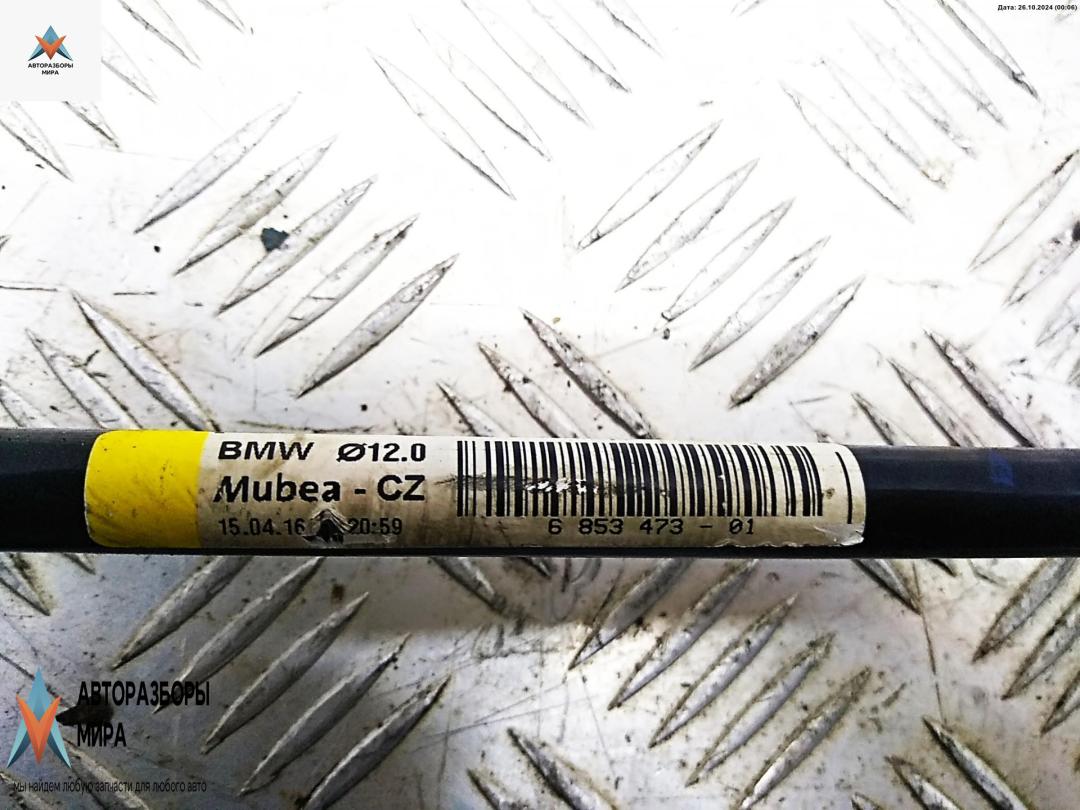 Дата: 26.10.2024 (00:06)
АВТОРАЗБОРЫ
МИРА
BMW Ø12.0
Mubea - CZ
15.04.16 20:59
6 853 473 - 01
АВТОРАЗБОРЫ
МИРА
мы найдем любую запчасти для любого авто